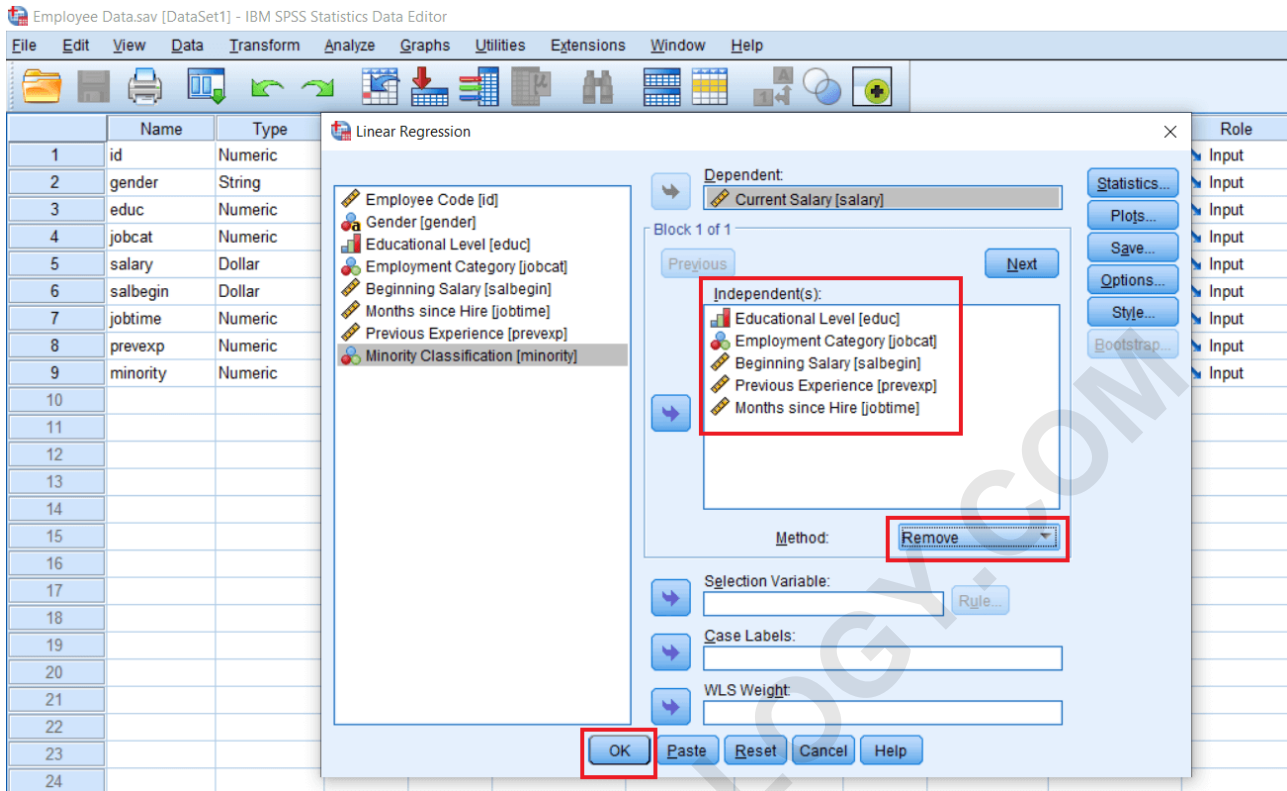 Employee Data.sav [DataSet1] - IBM SPSS Statistics Data Editor
File Edit View Data Transform Analyze Graphs Utilities Extensions Window Help
Name Type Role
1 id Numeric Input
2 gender String Input
3 educ Numeric Input
4 jobcat Numeric Input
5 salary Dollar Input
6 salbegin Dollar Input
7 jobtime Numeric Input
8 prevexp Numeric Input
9 minority Numeric Input
10
11
12
13
14
15
16
17
18
19
20
21
22
23
24
Linear Regression
Employee Code [id]
Gender [gender]
Educational Level [educ]
Employment Category [jobcat]
Beginning Salary [salbegin]
Months since Hire [jobtime]
Previous Experience [prevexp]
Minority Classification [minority]
Dependent:
Current Salary [salary]
Block 1 of 1
Previous Next
Independent(s):
Educational Level [educ]
Employment Category [jobcat]
Beginning Salary [salbegin]
Previous Experience [prevexp]
Months since Hire [jobtime]
Method: Remove
Selection Variable:
Rule...
Case Labels:
WLS Weight:
Statistics...
Plots...
Save...
Options...
Style...
Bootstrap...
OK Paste Reset Cancel Help
LOGY.COM